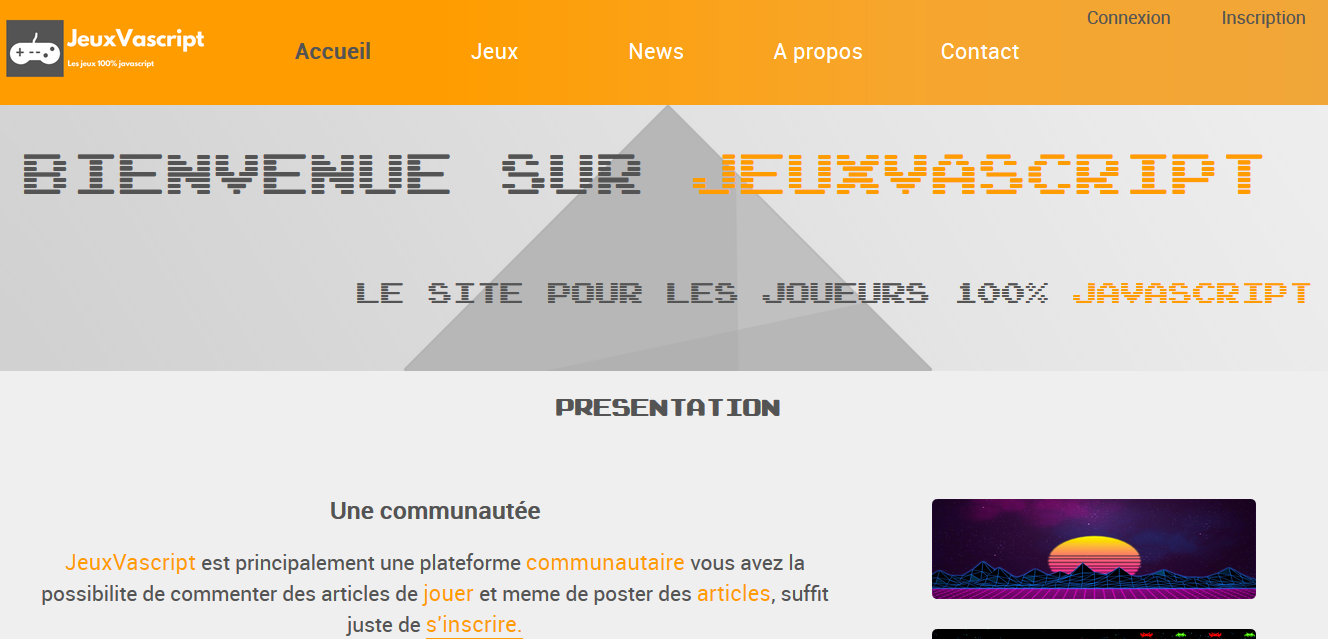 Connexion Inscription
JeuxVascript
Les jeux 100% javascript
Accueil Jeux News A propos Contact
BIENVENUE SUR JEUXVASCRIPT
LE SITE POUR LES JOUEURS 100% JAVASCRIPT
PRESENTATION
Une communautée
JeuxVascript est principalement une plateforme communautaire vous avez la
possibilite de commenter des articles de jouer et meme de poster des articles, suffit
juste de s'inscrire.